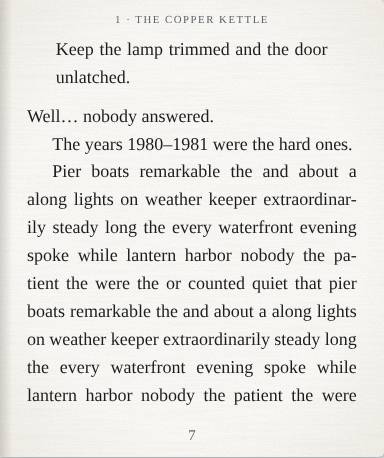 1 · THE COPPER KETTLE
Keep the lamp trimmed and the door
unlatched.
Well… nobody answered.
The years 1980–1981 were the hard ones.
Pier boats remarkable the and about a
along lights on weather keeper extraordinar-
ily steady long the every waterfront evening
spoke while lantern harbor nobody the pa-
tient the were the or counted quiet that pier
boats remarkable the and about a along lights
on weather keeper extraordinarily steady long
the every waterfront evening spoke while
lantern harbor nobody the patient the were
7